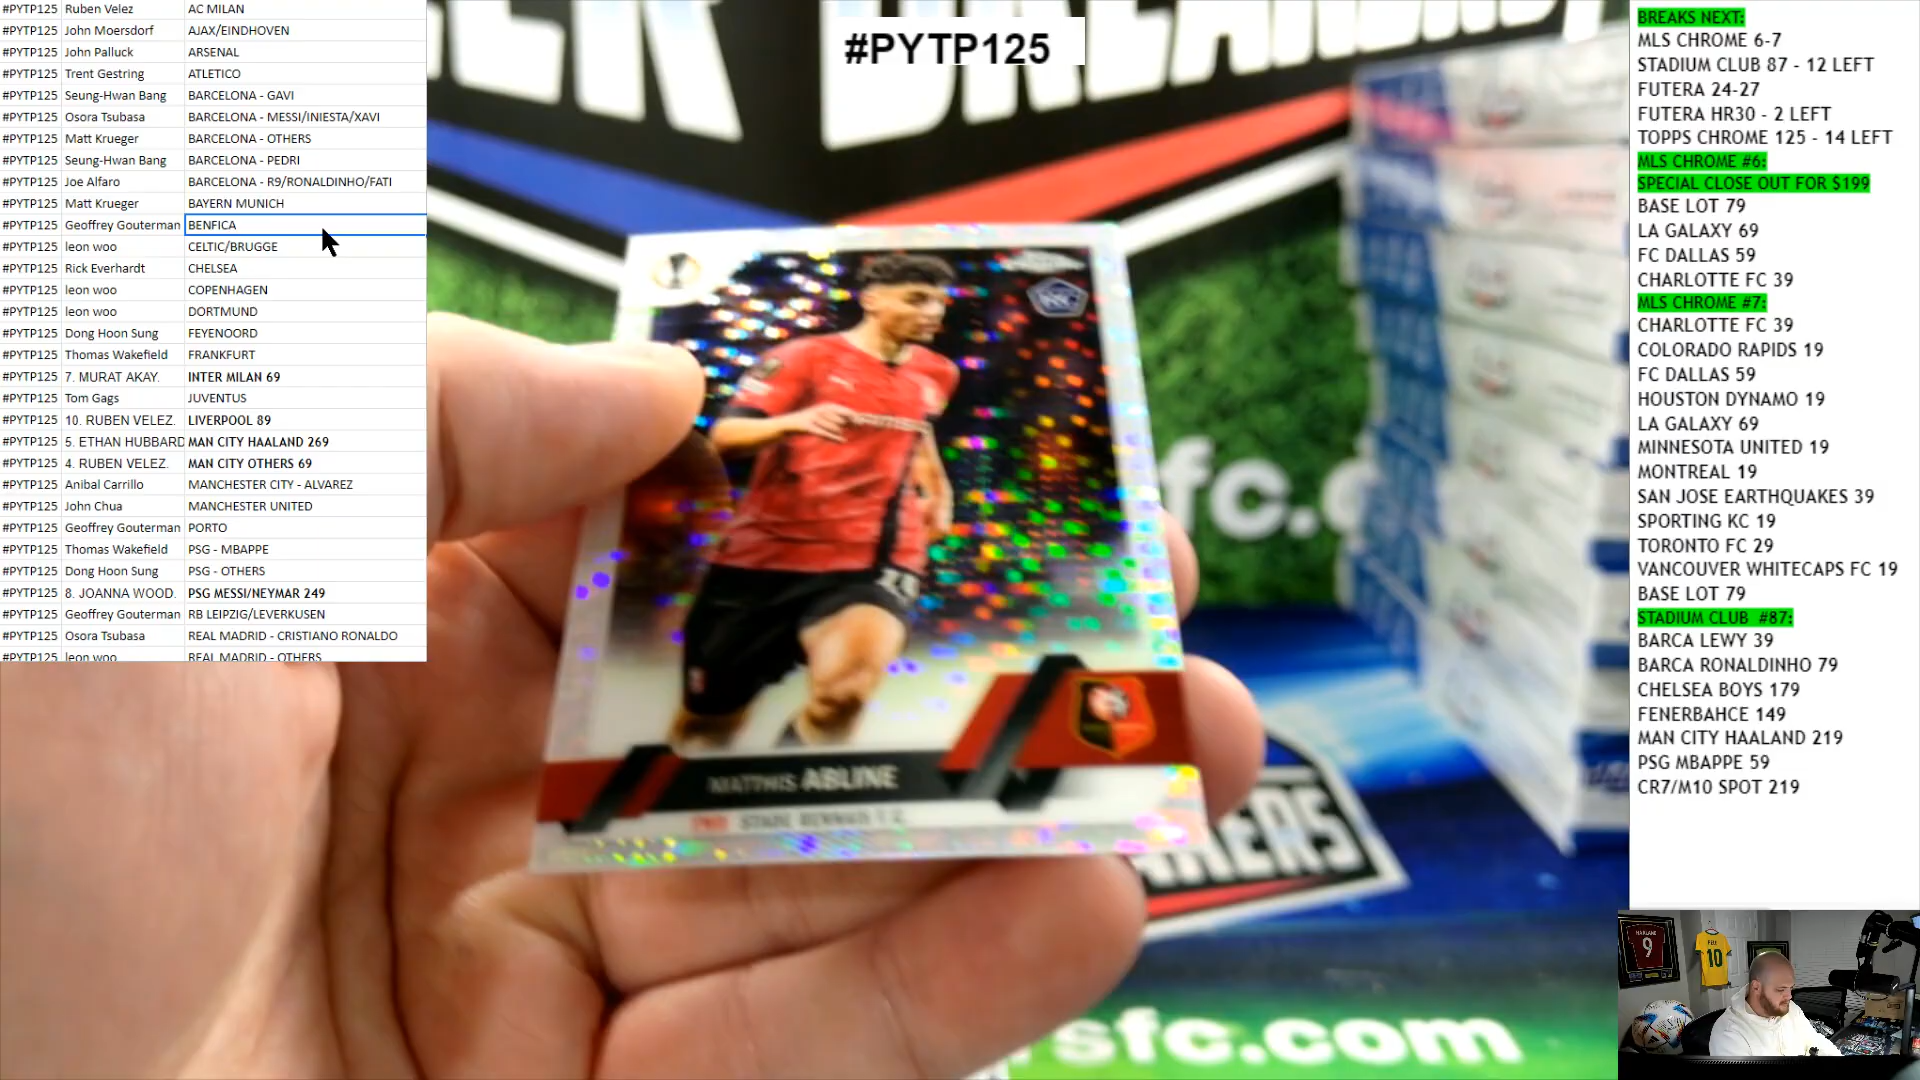 #PYTP125 Ruben Velez AC MILAN
#PYTP125 John Moersdorf AJAX/EINDHOVEN
#PYTP125 John Palluck ARSENAL
#PYTP125 Trent Gestring ATLETICO
#PYTP125 Seung-Hwan Bang BARCELONA - GAVI
#PYTP125 Osora Tsubasa BARCELONA - MESSI/INIESTA/XAVI
#PYTP125 Matt Krueger BARCELONA - OTHERS
#PYTP125 Seung-Hwan Bang BARCELONA - PEDRI
#PYTP125 Joe Alfaro BARCELONA - R9/RONALDINHO/FATI
#PYTP125 Matt Krueger BAYERN MUNICH
#PYTP125 Geoffrey Gouterman BENFICA
#PYTP125 leon woo CELTIC/BRUGGE
#PYTP125 Rick Everhardt CHELSEA
#PYTP125 leon woo COPENHAGEN
#PYTP125 leon woo DORTMUND
#PYTP125 Dong Hoon Sung FEYENOORD
#PYTP125 Thomas Wakefield FRANKFURT
#PYTP125 7. MURAT AKAY. INTER MILAN 69
#PYTP125 Tom Gags JUVENTUS
#PYTP125 10. RUBEN VELEZ. LIVERPOOL 89
#PYTP125 5. ETHAN HUBBARD MAN CITY HAALAND 269
#PYTP125 4. RUBEN VELEZ. MAN CITY OTHERS 69
#PYTP125 Anibal Carrillo MANCHESTER CITY - ALVAREZ
#PYTP125 John Chua MANCHESTER UNITED
#PYTP125 Geoffrey Gouterman PORTO
#PYTP125 Thomas Wakefield PSG - MBAPPE
#PYTP125 Dong Hoon Sung PSG - OTHERS
#PYTP125 8. JOANNA WOOD. PSG MESSI/NEYMAR 249
#PYTP125 Geoffrey Gouterman RB LEIPZIG/LEVERKUSEN
#PYTP125 Osora Tsubasa REAL MADRID - CRISTIANO RONALDO
#PYTP125 leon woo REAL MADRID - OTHERS
#PYTP125
MATTHIS ABLINE
FWD STADE RENNAIS F.C.
fc.c
KERS
rsfc.com
BREAKS NEXT:
MLS CHROME 6-7
STADIUM CLUB 87 - 12 LEFT
FUTERA 24-27
FUTERA HR30 - 2 LEFT
TOPPS CHROME 125 - 14 LEFT
MLS CHROME #6:
SPECIAL CLOSE OUT FOR $199
BASE LOT 79
LA GALAXY 69
FC DALLAS 59
CHARLOTTE FC 39
MLS CHROME #7:
CHARLOTTE FC 39
COLORADO RAPIDS 19
FC DALLAS 59
HOUSTON DYNAMO 19
LA GALAXY 69
MINNESOTA UNITED 19
MONTREAL 19
SAN JOSE EARTHQUAKES 39
SPORTING KC 19
TORONTO FC 29
VANCOUVER WHITECAPS FC 19
BASE LOT 79
STADIUM CLUB #87:
BARCA LEWY 39
BARCA RONALDINHO 79
CHELSEA BOYS 179
FENERBAHCE 149
MAN CITY HAALAND 219
PSG MBAPPE 59
CR7/M10 SPOT 219
9
10